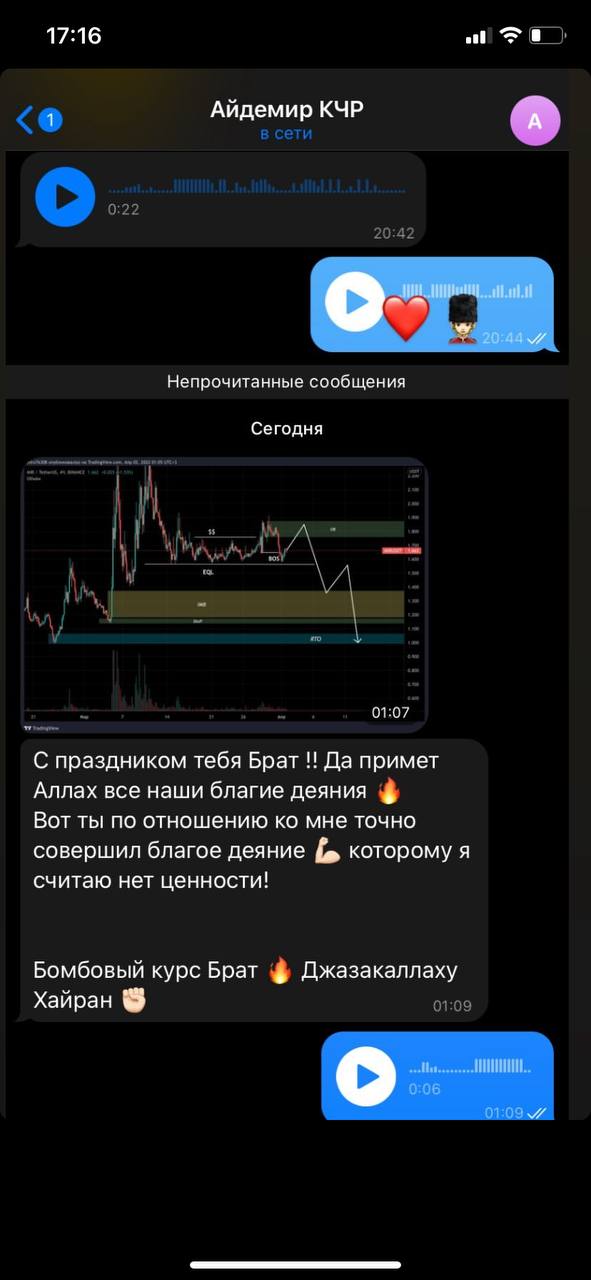 17:16
1
Айдемир КЧР
в сети
А
0:22
20:42
20:44
Непрочитанные сообщения
Сегодня
SS
BOS
EQL
RTO
TradingView
01:07
С праздником тебя Брат !! Да примет
Аллах все наши благие деяния 🔥
Вот ты по отношению ко мне точно
совершил благое деяние 💪🏻 которому я
считаю нет ценности!
Бомбовый курс Брат 🔥 Джазакаллаху
Хайран ✊🏻
01:09
0:06
01:09